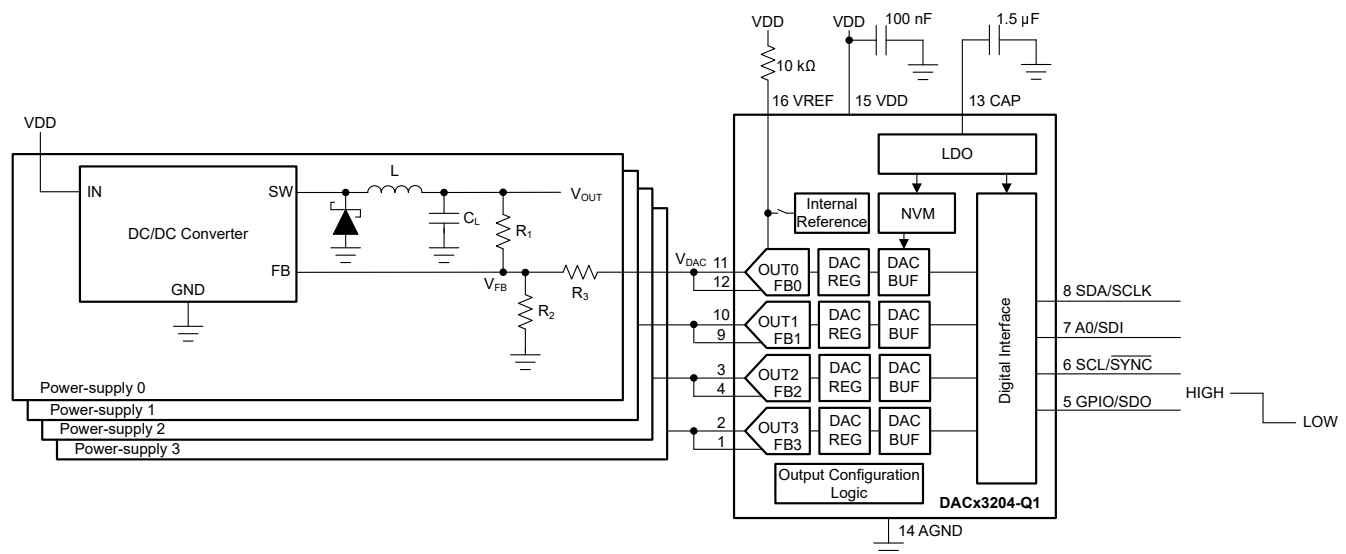 VDD
VDD
100 nF
1.5 µF
10 kΩ
16 VREF
15 VDD
13 CAP
VDD
LDO
IN
SW
L
VOUT
Internal
Reference
NVM
DC/DC Converter
CL
R1
FB
VFB
R3
VDAC
11
12
OUT0
FB0
DAC
REG
DAC
BUF
GND
R2
8 SDA/SCLK
10
9
OUT1
FB1
DAC
REG
DAC
BUF
7 A0/SDI
Digital Interface
3
4
OUT2
FB2
DAC
REG
DAC
BUF
6 SCL/SYNC
HIGH
5 GPIO/SDO
LOW
Power-supply 0
Power-supply 1
Power-supply 2
Power-supply 3
2
1
OUT3
FB3
DAC
REG
DAC
BUF
Output Configuration
Logic
DACx3204-Q1
14 AGND